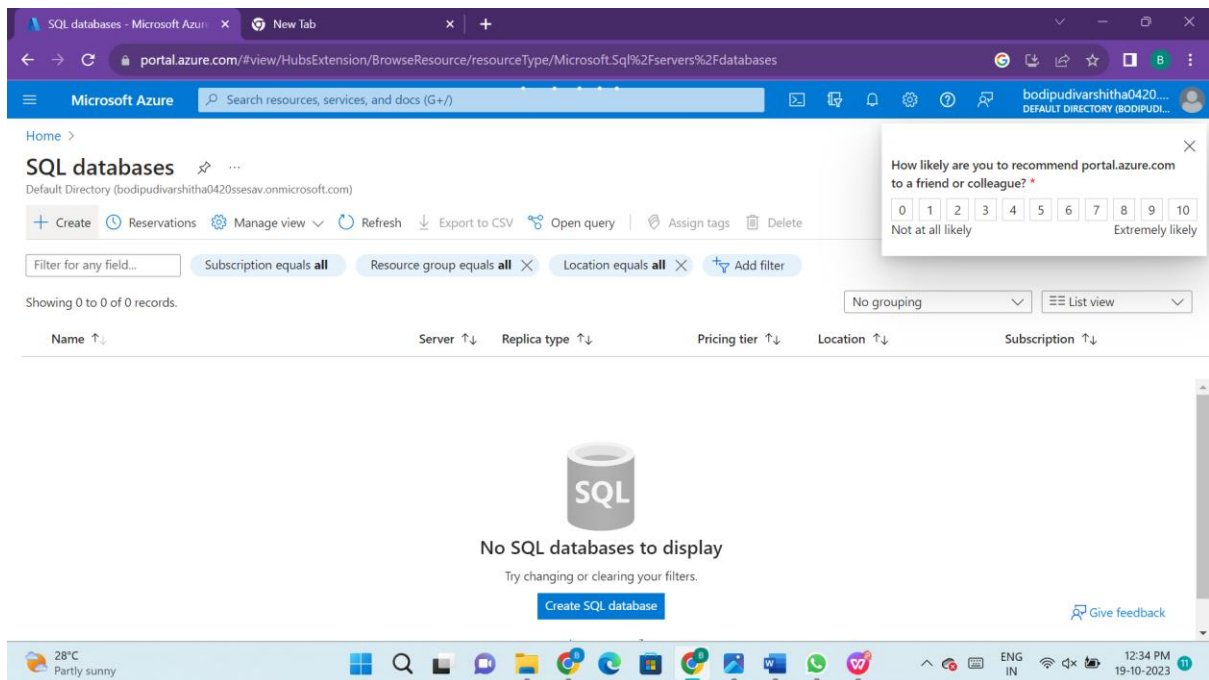 SQL databases - Microsoft Azur
New Tab
portal.azure.com/#view/HubsExtension/BrowseResource/resourceType/Microsoft.Sql%2Fservers%2Fdatabases
G
B
Microsoft Azure
Search resources, services, and docs (G+/)
bodipudivarshitha0420....
DEFAULT DIRECTORY (BODIPUDI...
Home >
SQL databases
Default Directory (bodipudivarshitha0420ssesav.onmicrosoft.com)
How likely are you to recommend portal.azure.com
to a friend or colleague? *
0 1 2 3 4 5 6 7 8 9 10
Not at all likely Extremely likely
+ Create Reservations Manage view Refresh Export to CSV Open query Assign tags Delete
Filter for any field... Subscription equals all Resource group equals all Location equals all Add filter
Showing 0 to 0 of 0 records.
No grouping List view
Name Server Replica type Pricing tier Location Subscription
SQL
No SQL databases to display
Try changing or clearing your filters.
Create SQL database
Give feedback
28°C
Partly sunny
ENG
IN
12:34 PM
19-10-2023
11